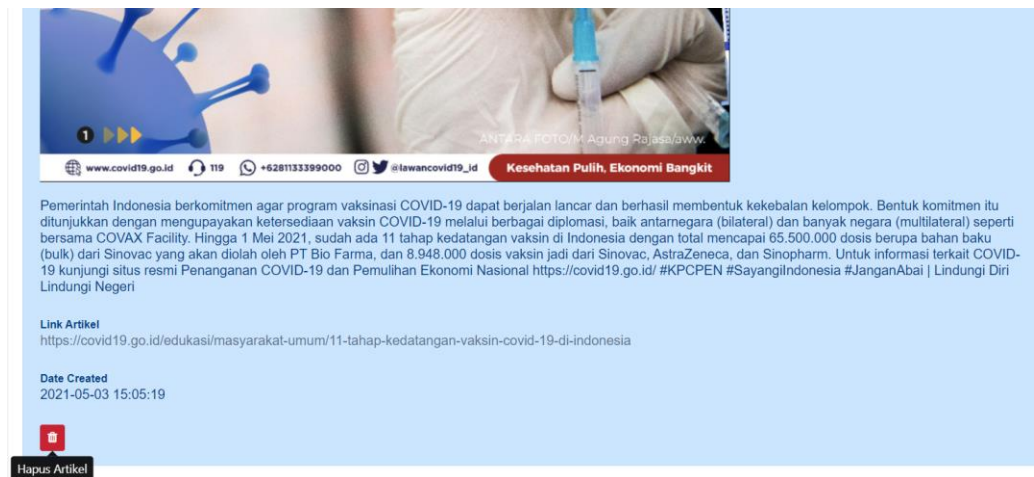 1
ANTARA FOTO/M Agung Rajasa/aww.
www.covid19.go.id 119 +6281133399000 @lawancovid19_id Kesehatan Pulih, Ekonomi Bangkit
Pemerintah Indonesia berkomitmen agar program vaksinasi COVID-19 dapat berjalan lancar dan berhasil membentuk kekebalan kelompok. Bentuk komitmen itu
ditunjukkan dengan mengupayakan ketersediaan vaksin COVID-19 melalui berbagai diplomasi, baik antarnegara (bilateral) dan banyak negara (multilateral) seperti
bersama COVAX Facility. Hingga 1 Mei 2021, sudah ada 11 tahap kedatangan vaksin di Indonesia dengan total mencapai 65.500.000 dosis berupa bahan baku
(bulk) dari Sinovac yang akan diolah oleh PT Bio Farma, dan 8.948.000 dosis vaksin jadi dari Sinovac, AstraZeneca, dan Sinopharm. Untuk informasi terkait COVID-
19 kunjungi situs resmi Penanganan COVID-19 dan Pemulihan Ekonomi Nasional https://covid19.go.id/ #KPCPEN #SayangiIndonesia #JanganAbai | Lindungi Diri
Lindungi Negeri
Link Artikel
https://covid19.go.id/edukasi/masyarakat-umum/11-tahap-kedatangan-vaksin-covid-19-di-indonesia
Date Created
2021-05-03 15:05:19
Hapus Artikel